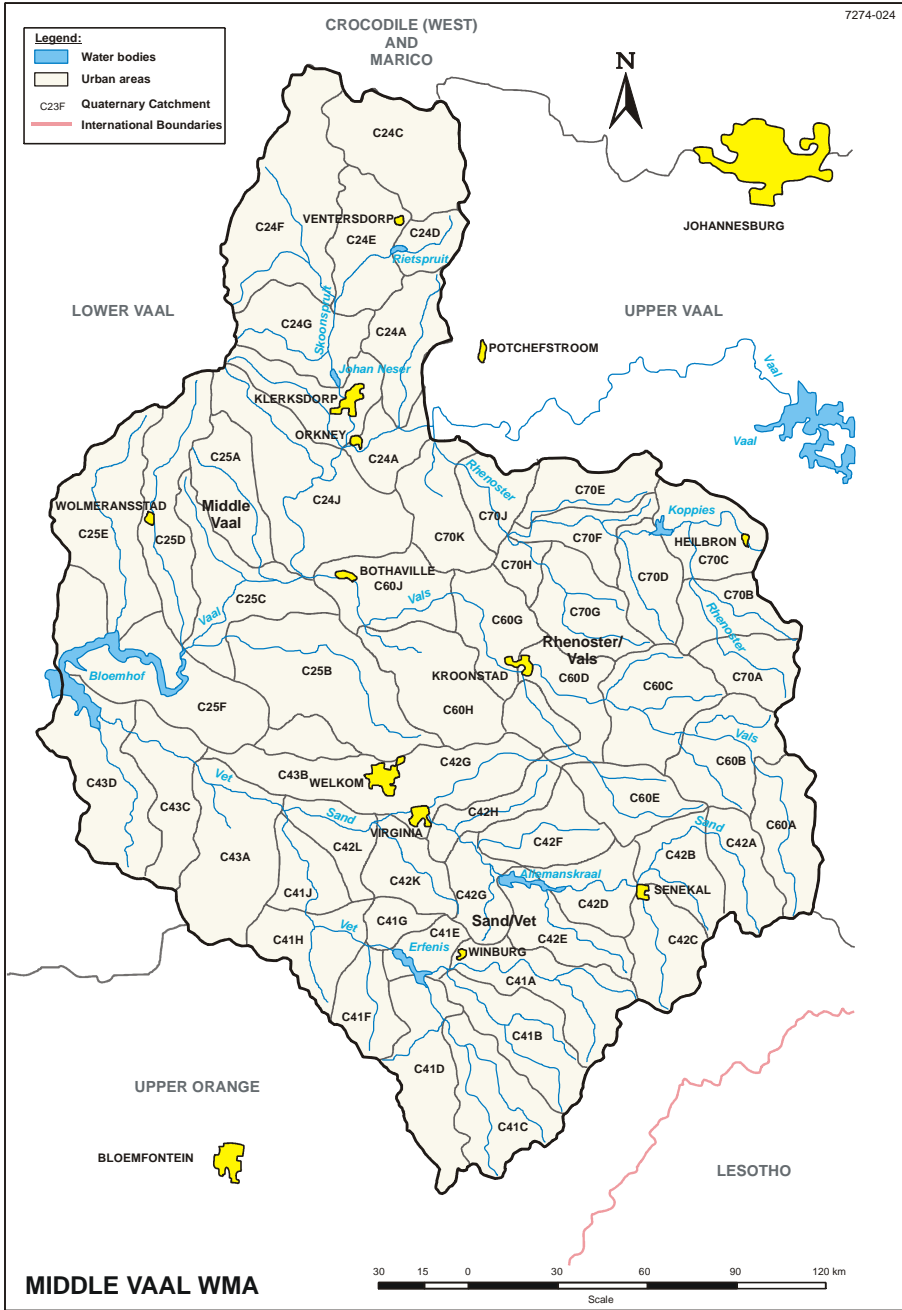 7274-024
CROCODILE (WEST)
AND
MARICO
Legend:
Water bodies
Urban areas
C23F Quaternary Catchment
International Boundaries
N
C24C
JOHANNESBURG
VENTERSDORP
C24F
C24E
C24D
Rietspruit
LOWER VAAL
UPPER VAAL
Skoonspruit
C24G
C24A
POTCHEFSTROOM
Johan Neser
Vaal
KLERKSDORP
Vaal
ORKNEY
C25A
C24A
Rhenoster
C70E
C24J
WOLMERANSSTAD
Middle
Vaal
C70J
Koppies
C25E
C25D
C70K
C70F
HEILBRON
C70H
C70C
C70D
BOTHAVILLE
C60J
C25C
Vals
C70B
Vaal
C60G
C70G
Rhenoster
Rhenoster/
Vals
C25B
KROONSTAD
C60D
C60C
C70A
Bloemhof
C25F
C60H
Vals
C60B
C43D
Vet
C43B
WELKOM
C42G
C43C
C60E
C60A
Sand
VIRGINIA
C42H
Sand
C43A
C42L
C42F
C42B
C42A
C42K
Allemanskraal
C41J
C42G
SENEKAL
C42D
C41G
Sand/Vet
Vet
C41E
C41H
C42E
C42C
Erfenis
WINBURG
C41A
C41F
C41B
C41D
UPPER ORANGE
C41C
BLOEMFONTEIN
LESOTHO
MIDDLE VAAL WMA
30 15 0 30 60 90 120 km
Scale